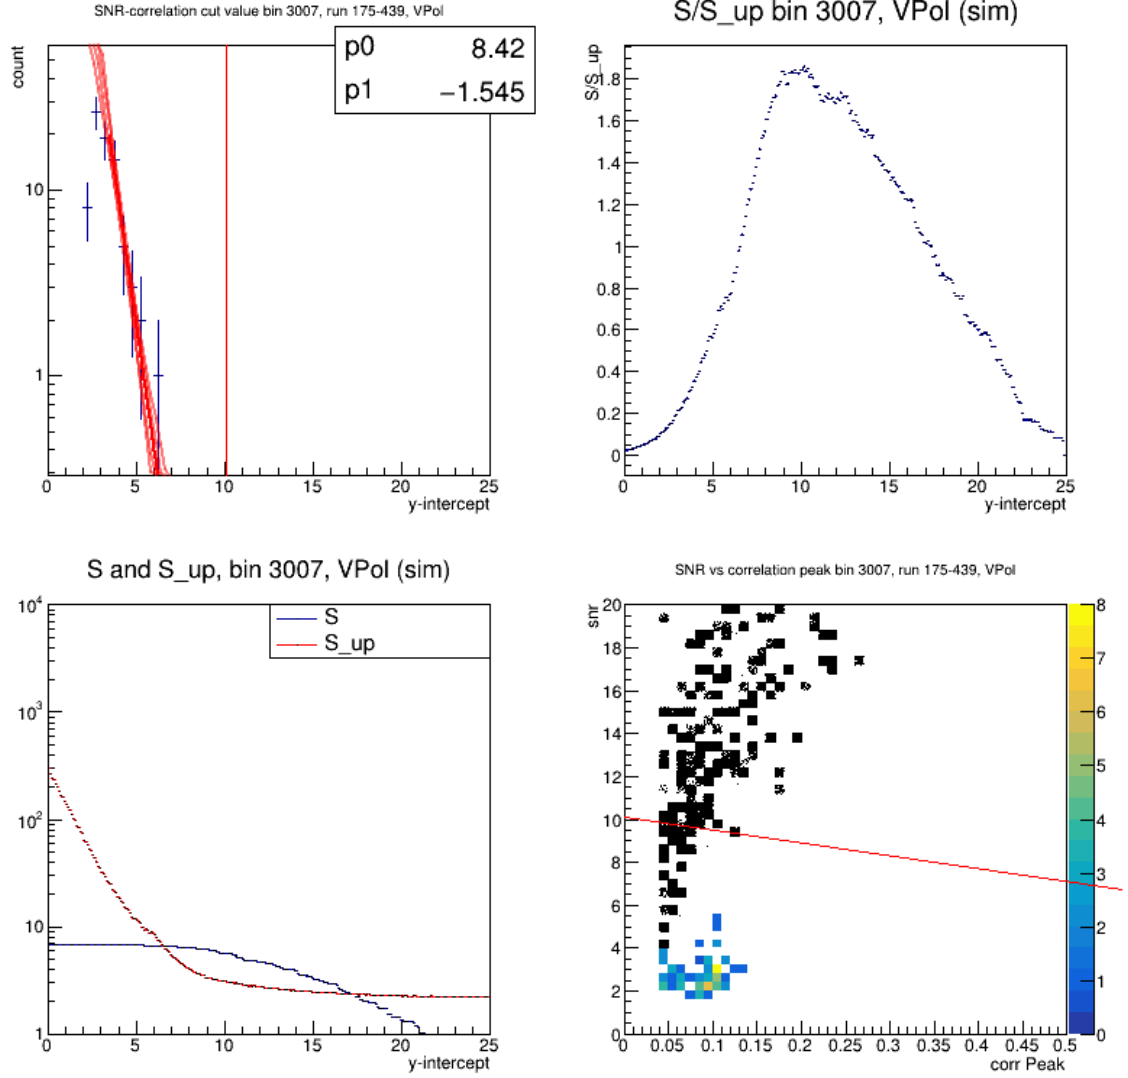 SNR-correlation cut value bin 3007, run 175-439, VPol
count
p0 8.42
p1 −1.545
10
1
0 5 10 15 20 25
y-intercept
S/S_up bin 3007, VPol (sim)
S/S_up
1.8
1.6
1.4
1.2
1
0.8
0.6
0.4
0.2
0
0 5 10 15 20 25
y-intercept
S and S_up, bin 3007, VPol (sim)
S
S_up
10^4
10^3
10^2
10
1
0 5 10 15 20 25
y-intercept
SNR vs correlation peak bin 3007, run 175-439, VPol
snr
20
18
16
14
12
10
8
6
4
2
0
0 0.05 0.1 0.15 0.2 0.25 0.3 0.35 0.4 0.45 0.5
corr Peak
8
7
6
5
4
3
2
1
0